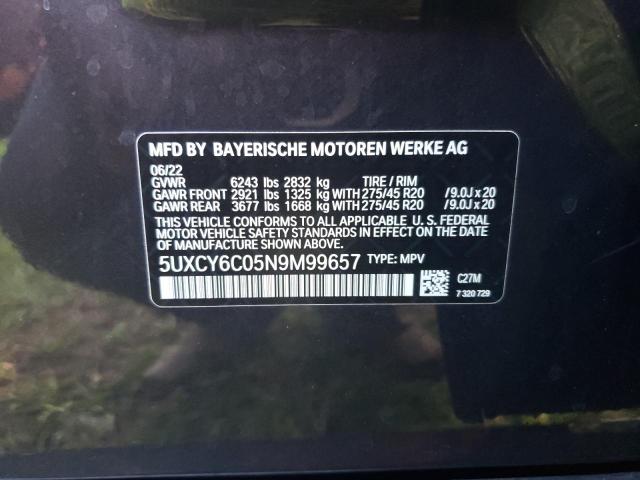 MFD BY BAYERISCHE MOTOREN WERKE AG
06/22
GVWR 6243 lbs 2832 kg TIRE / RIM
GAWR FRONT 2921 lbs 1325 kg WITH 275/45 R20 /9.0J x 20
GAWR REAR 3677 lbs 1668 kg WITH 275/45 R20 /9.0J x 20
THIS VEHICLE CONFORMS TO ALL APPLICABLE U. S. FEDERAL
MOTOR VEHICLE SAFETY STANDARDS IN EFFECT ON THE
DATE OF MANUFACTURE SHOWN ABOVE.
5UXCY6C05N9M99657 TYPE: MPV
C27M
7 320 729